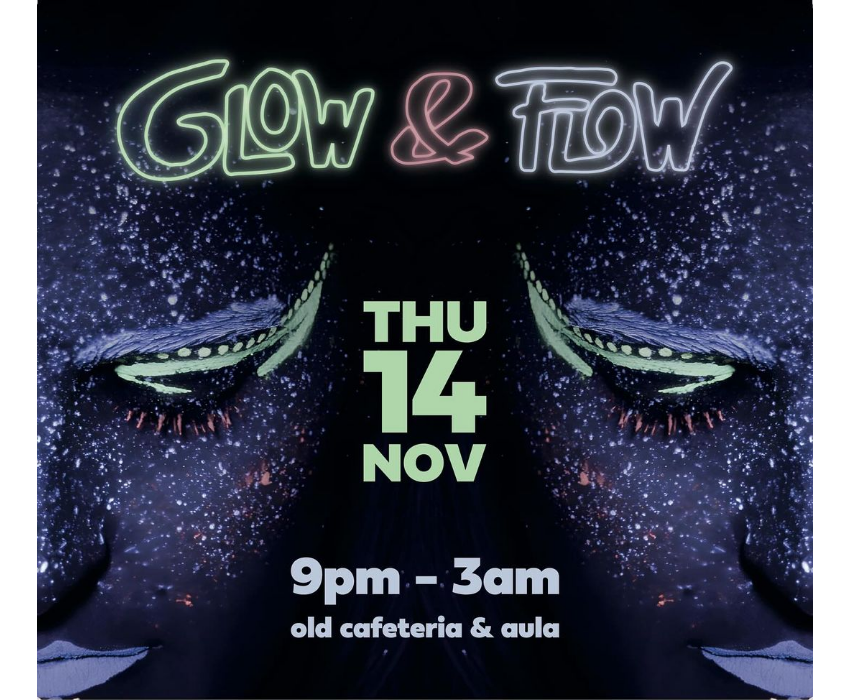 GLOW & FLOW
THU
14
NOV
9pm – 3am
old cafeteria & aula